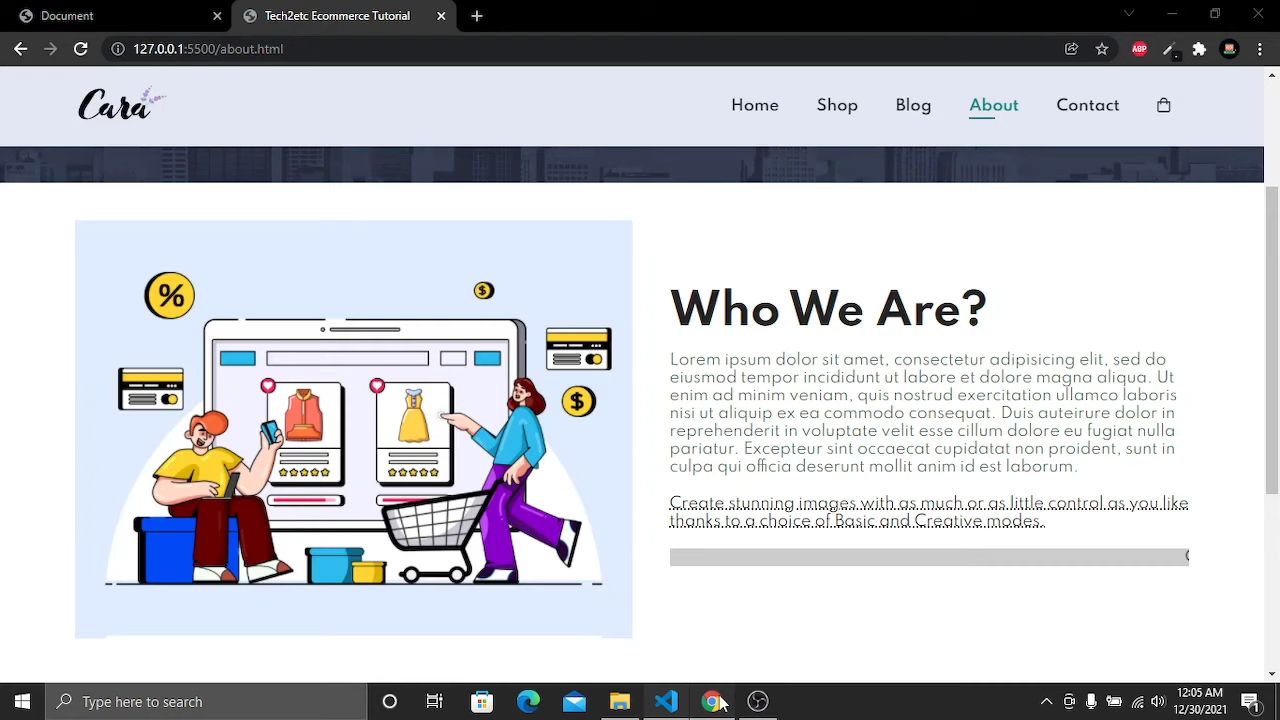 Document
Tech2etc Ecommerce Tutorial
127.0.0.1:5500/about.html
ABP
Cara
Home
Shop
Blog
About
Contact
%
$
$
Who We Are?
Lorem ipsum dolor sit amet, consectetur adipisicing elit, sed do
eiusmod tempor incididunt ut labore et dolore magna aliqua. Ut
enim ad minim veniam, quis nostrud exercitation ullamco laboris
nisi ut aliquip ex ea commodo consequat. Duis auteirure dolor in
reprehenderit in voluptate velit esse cillum dolore eu fugiat nulla
pariatur. Excepteur sint occaecat cupidatat non proident, sunt in
culpa qui officia deserunt mollit anim id est laborum.
Create stunning images with as much or as little control as you like
thanks to a choice of Basic and Creative modes.
Type here to search
12:05 AM
12/30/2021
1